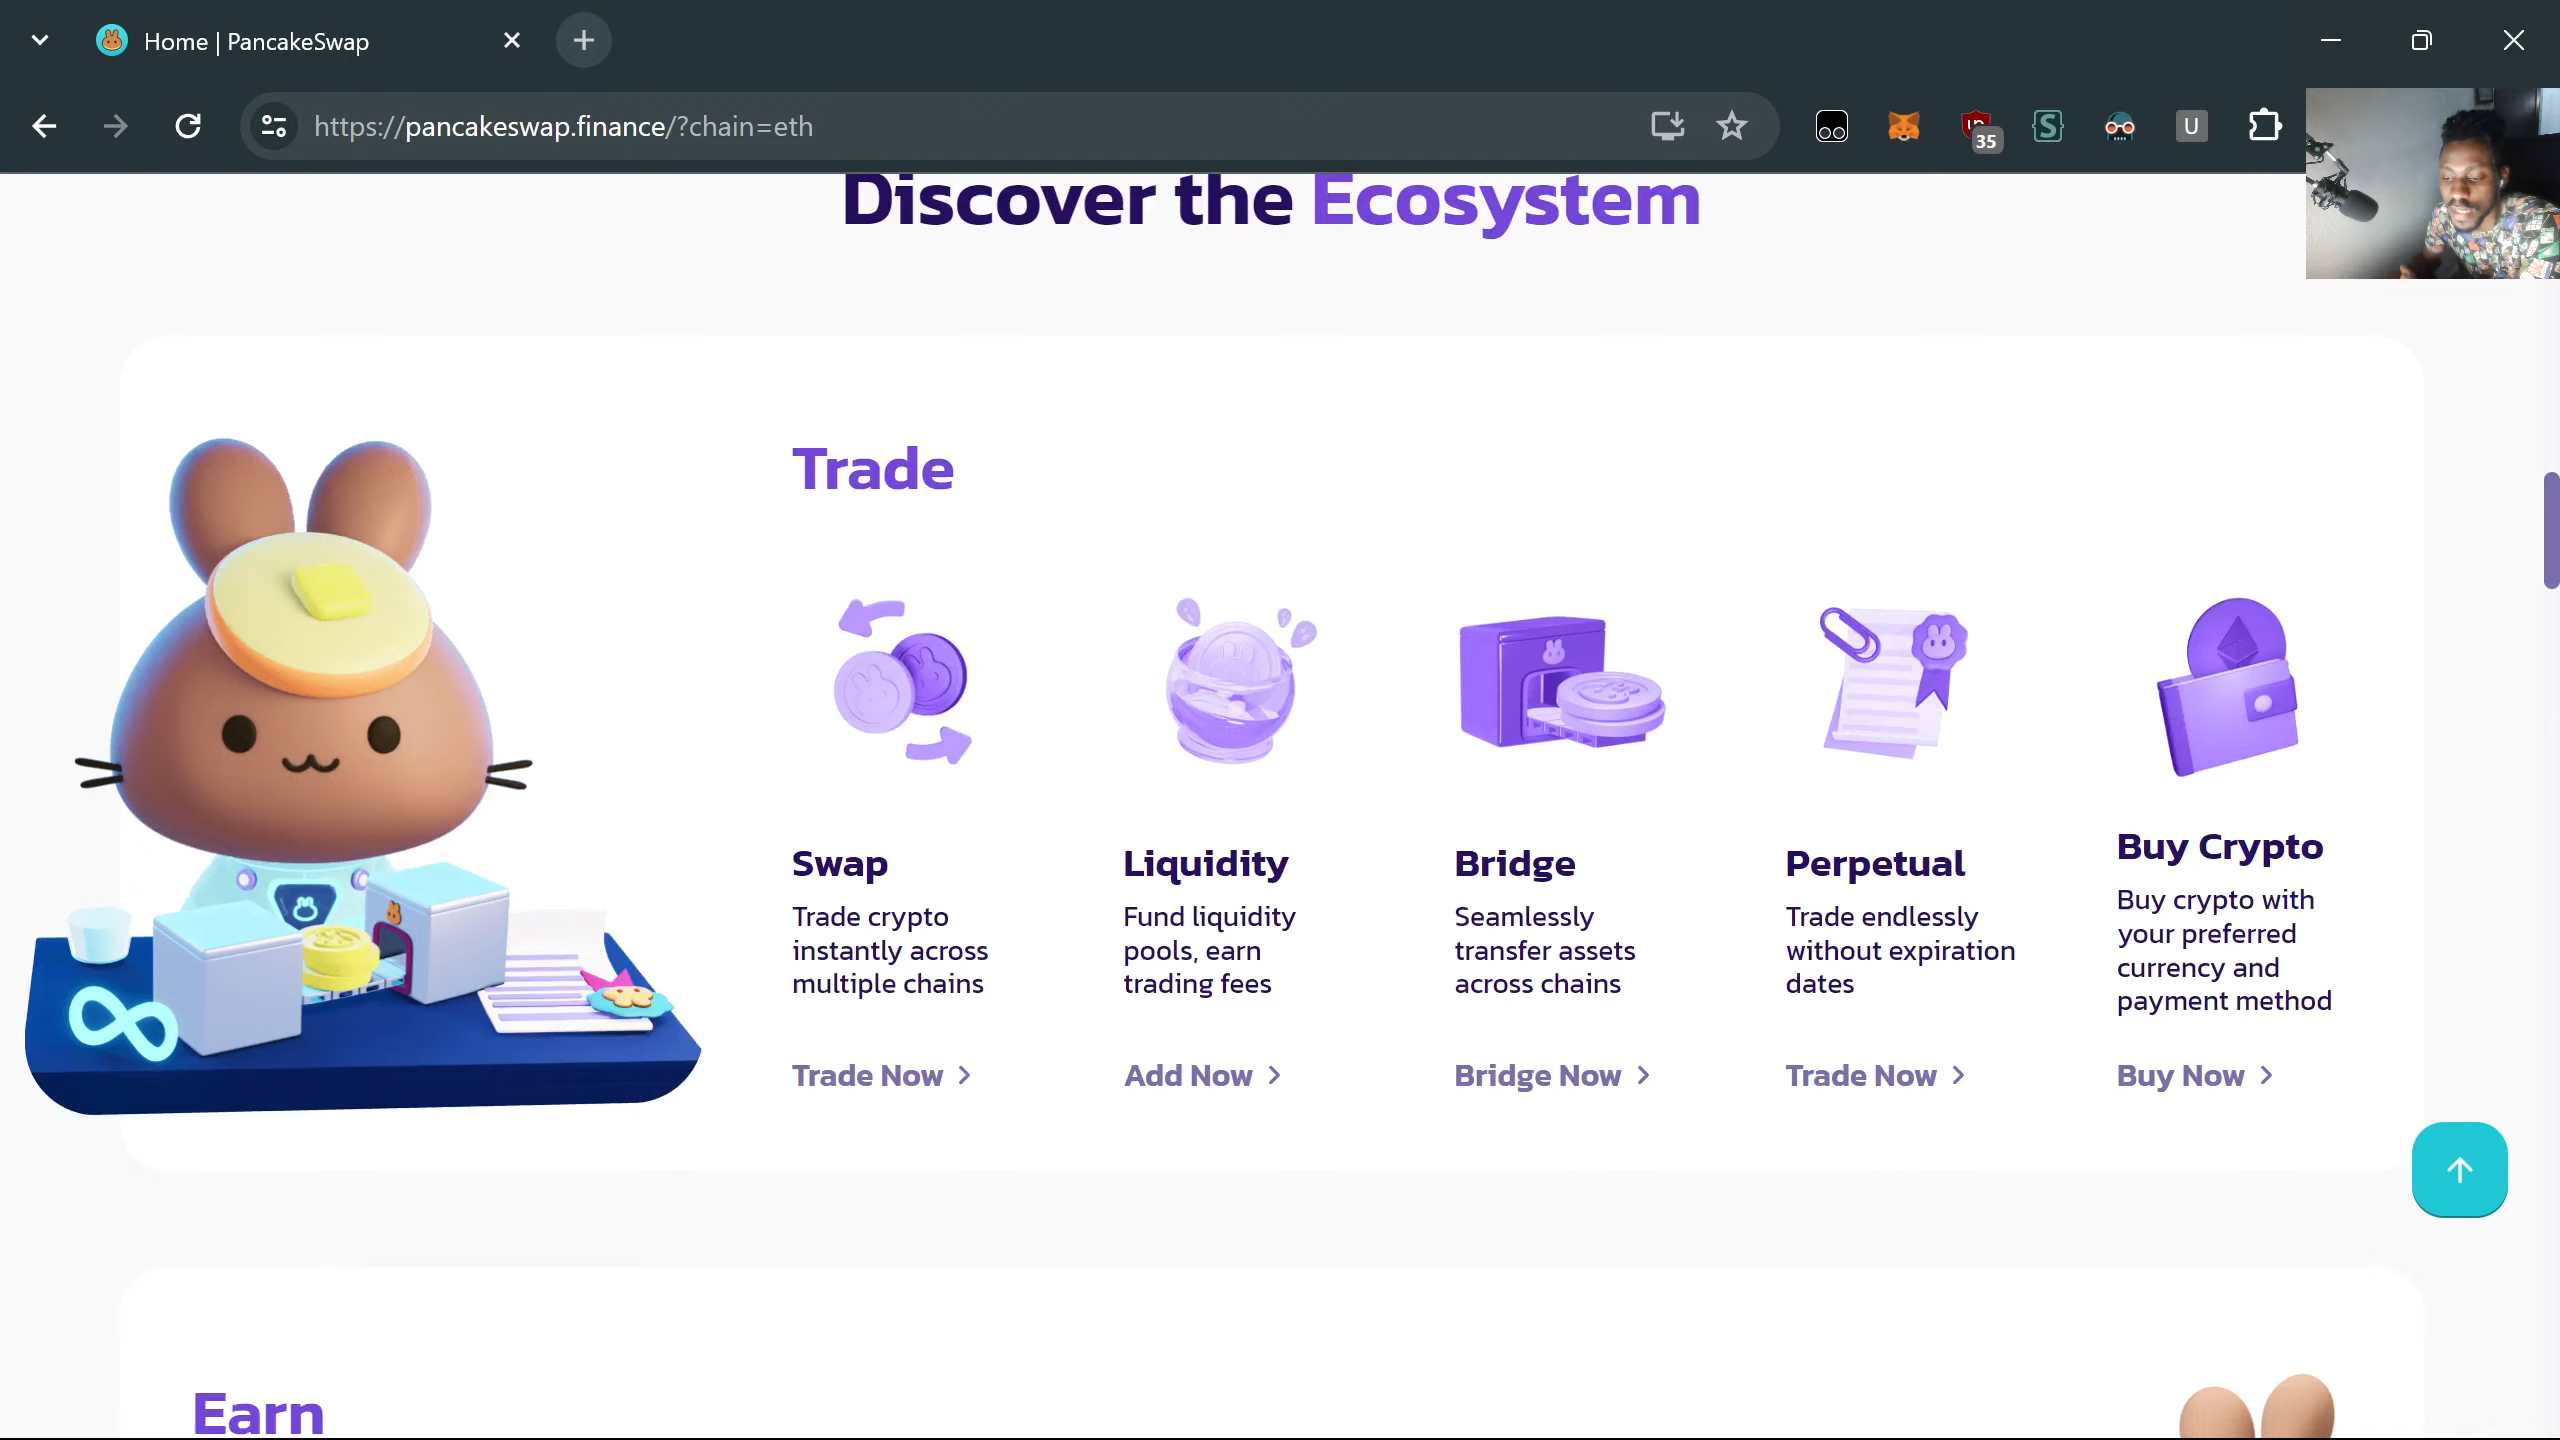 Home | PancakeSwap
https://pancakeswap.finance/?chain=eth
35
U
Discover the Ecosystem
Trade
Swap
Trade crypto
instantly across
multiple chains
Trade Now
Liquidity
Fund liquidity
pools, earn
trading fees
Add Now
Bridge
Seamlessly
transfer assets
across chains
Bridge Now
Perpetual
Trade endlessly
without expiration
dates
Trade Now
Buy Crypto
Buy crypto with
your preferred
currency and
payment method
Buy Now
Earn